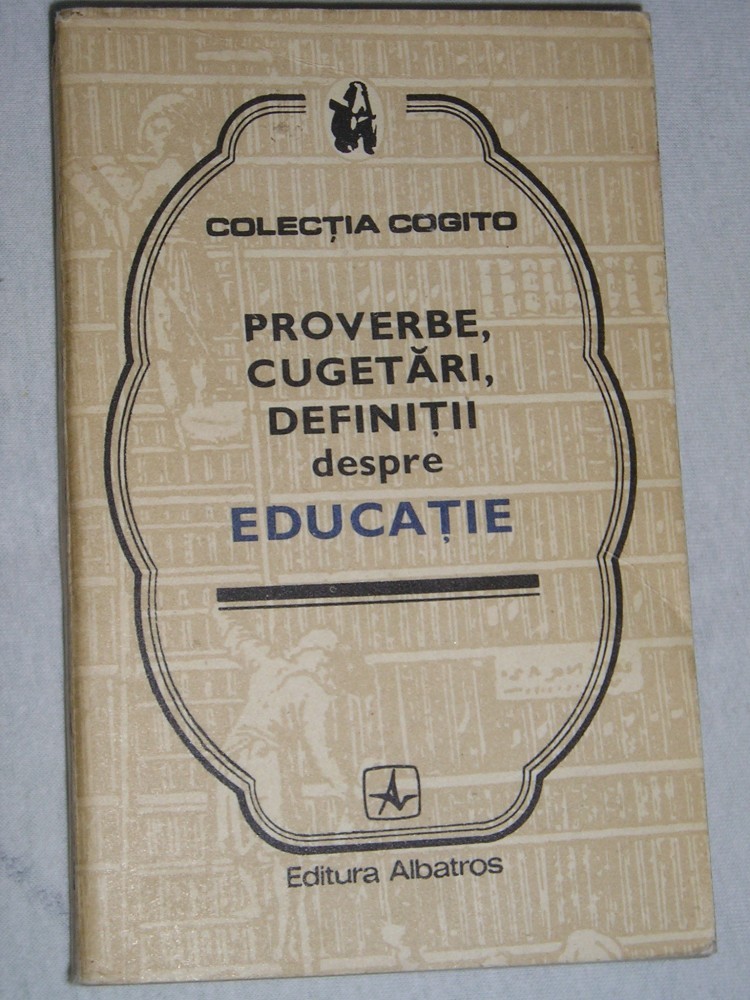 COLECȚIA COGITO
PROVERBE,
CUGETĂRI,
DEFINIȚII
despre
EDUCAȚIE
Editura Albatros